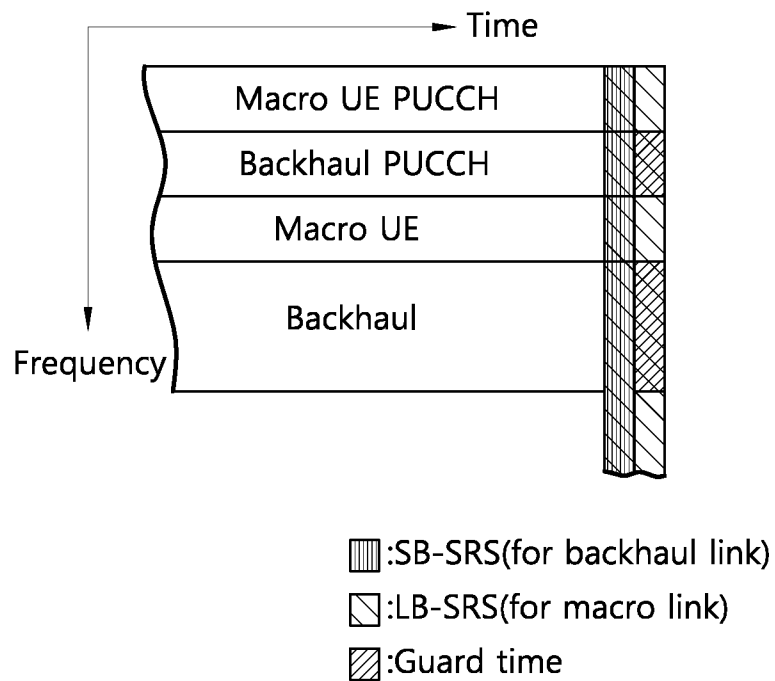 Time
Macro UE PUCCH
Backhaul PUCCH
Macro UE
Backhaul
Frequency
:SB-SRS(for backhaul link)
:LB-SRS(for macro link)
:Guard time